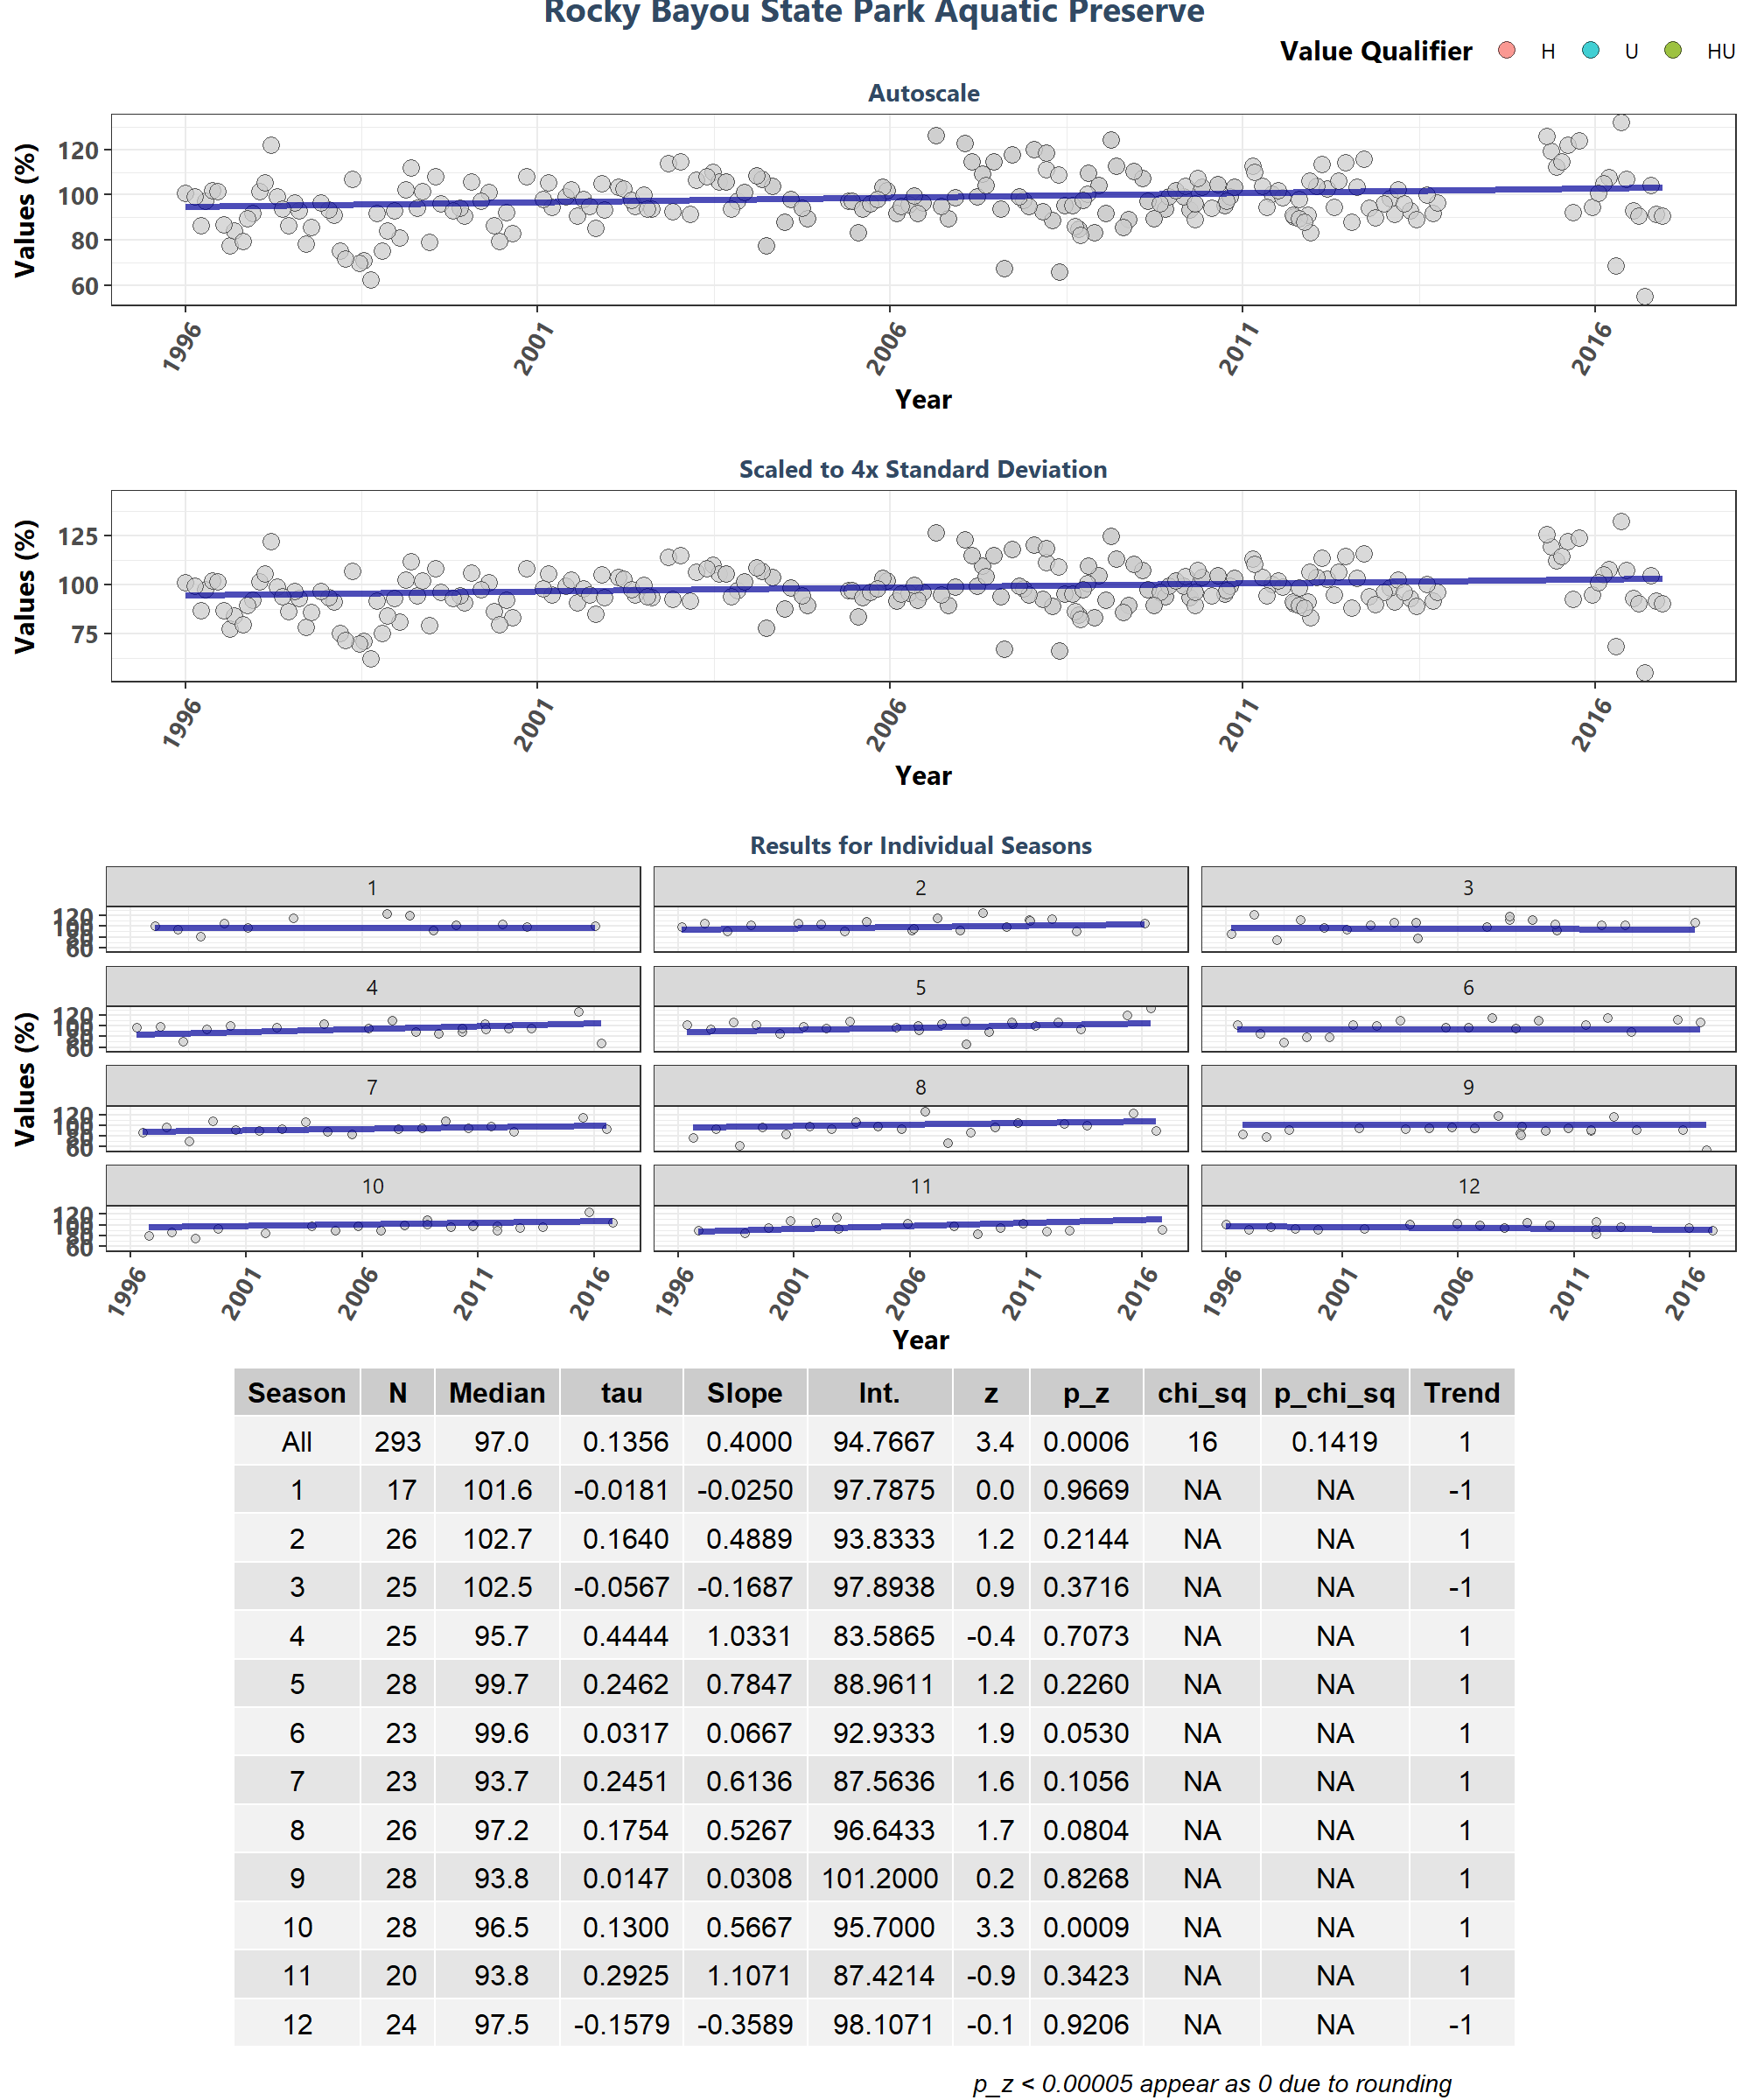 Rocky Bayou State Park Aquatic Preserve
Value Qualifier H U HU
Autoscale
Values (%)
120
100
80
60
1996 2001 2006 2011 2016
Year
Scaled to 4x Standard Deviation
Values (%)
125
100
75
1996 2001 2006 2011 2016
Year
Results for Individual Seasons
Values (%)
1 2 3
120
100
80
60
4 5 6
120
100
80
60
7 8 9
120
100
80
60
10 11 12
120
100
80
60
1996 2001 2006 2011 2016 1996 2001 2006 2011 2016 1996 2001 2006 2011 2016
Year
Season N Median tau Slope Int. z p_z chi_sq p_chi_sq Trend
All 293 97.0 0.1356 0.4000 94.7667 3.4 0.0006 16 0.1419 1
1 17 101.6 -0.0181 -0.0250 97.7875 0.0 0.9669 NA NA -1
2 26 102.7 0.1640 0.4889 93.8333 1.2 0.2144 NA NA 1
3 25 102.5 -0.0567 -0.1687 97.8938 0.9 0.3716 NA NA -1
4 25 95.7 0.4444 1.0331 83.5865 -0.4 0.7073 NA NA 1
5 28 99.7 0.2462 0.7847 88.9611 1.2 0.2260 NA NA 1
6 23 99.6 0.0317 0.0667 92.9333 1.9 0.0530 NA NA 1
7 23 93.7 0.2451 0.6136 87.5636 1.6 0.1056 NA NA 1
8 26 97.2 0.1754 0.5267 96.6433 1.7 0.0804 NA NA 1
9 28 93.8 0.0147 0.0308 101.2000 0.2 0.8268 NA NA 1
10 28 96.5 0.1300 0.5667 95.7000 3.3 0.0009 NA NA 1
11 20 93.8 0.2925 1.1071 87.4214 -0.9 0.3423 NA NA 1
12 24 97.5 -0.1579 -0.3589 98.1071 -0.1 0.9206 NA NA -1
p_z < 0.00005 appear as 0 due to rounding